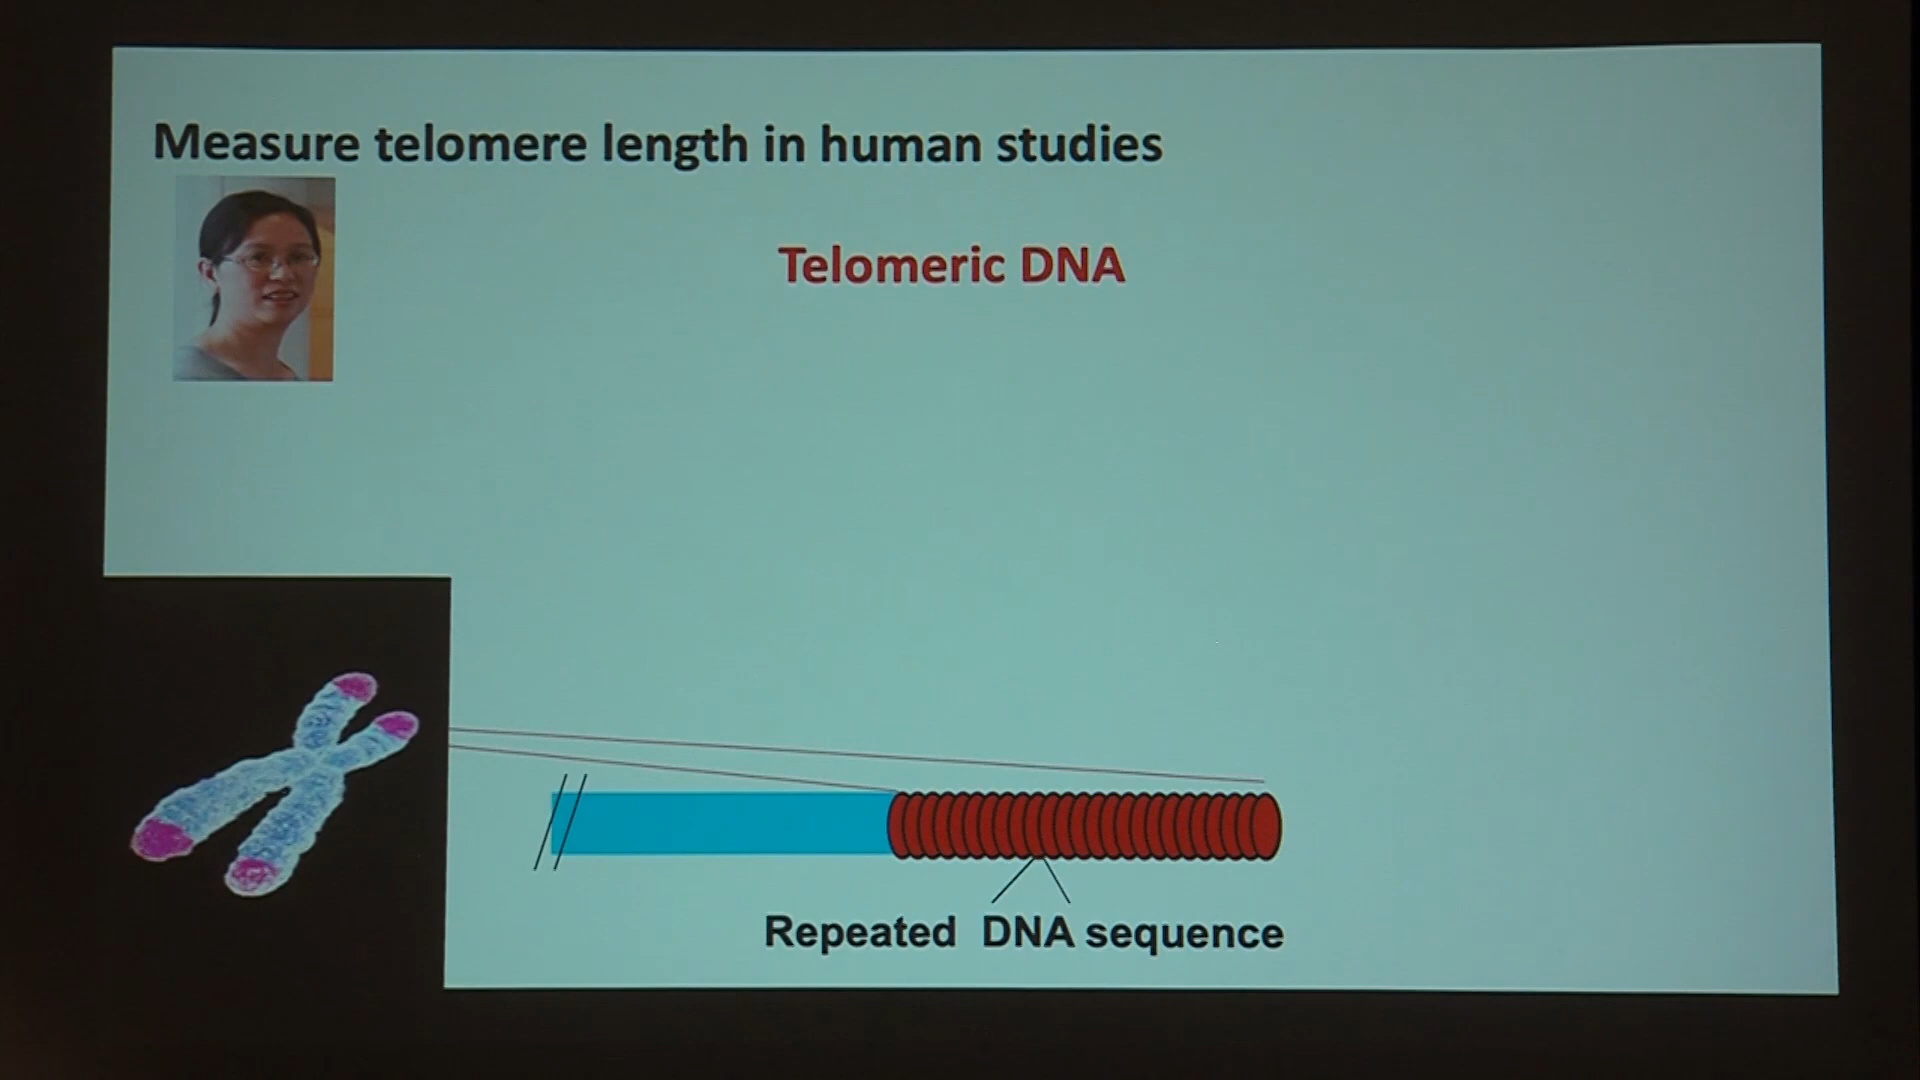 Measure telomere length in human studies
Telomeric DNA
Repeated DNA sequence